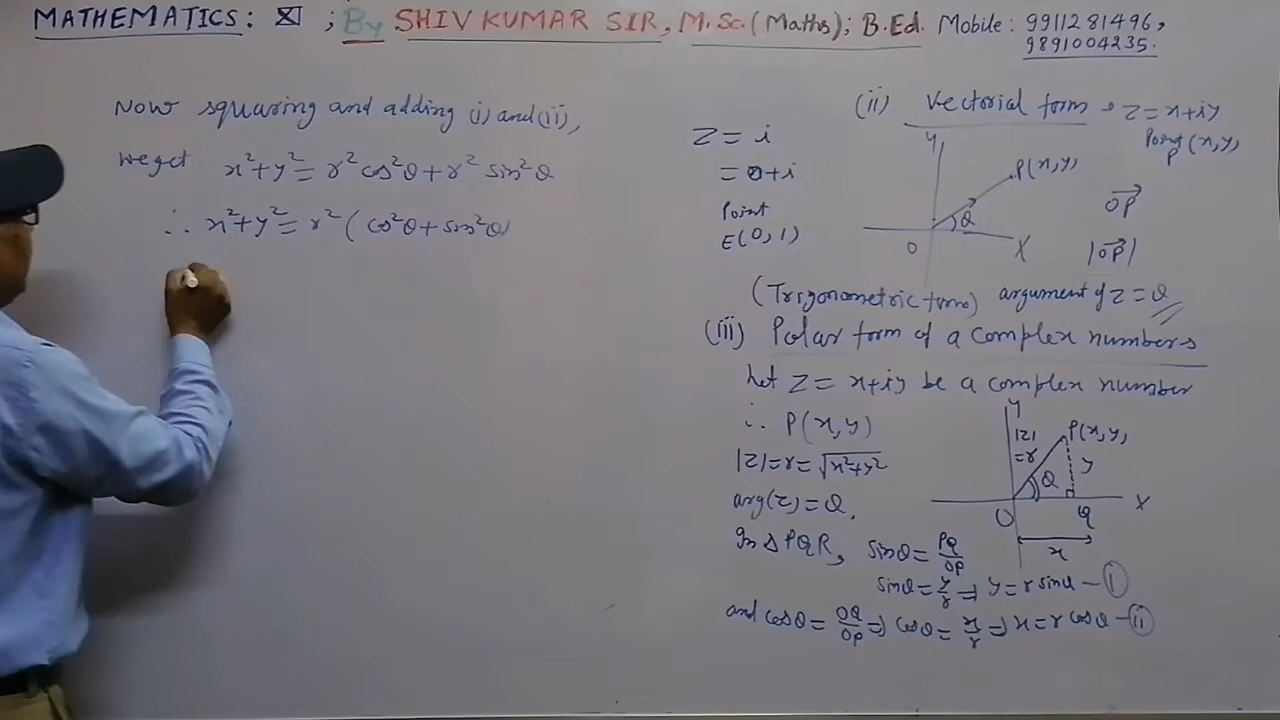 MATHEMATICS: XI ; By SHIV KUMAR SIR, M.Sc.(Maths); B.Ed. Mobile: 9911281496,
9891004235.
Now squaring and adding (i) and (ii),
we get x²+y²=r²cos²θ+r² sin²θ
∴ x²+y²=r²(cos²θ+sin²θ)
(ii) Vectorial form
Z=x+iy
Point P(x,y)
Z=i
=0+i
Point
E(0,1)
Y
P(x,y)
θ
O
X
OP→
|OP→|
(Trigonometric form) argument of Z=θ
(iii) Polar form of a complex numbers
Let Z=x+iy be a complex number
∴ P(x,y)
|Z|=r=√x²+y²
arg(z)=θ,
Y
|Z|
=r
P(x,y)
y
θ
O
Q
X
x
In △PQR, sinθ=PQ/OP
sinθ=y/r ⇒ y=r sinθ -(i)
and cosθ=OQ/OP ⇒ cosθ=x/r ⇒ x=r cosθ -(ii)